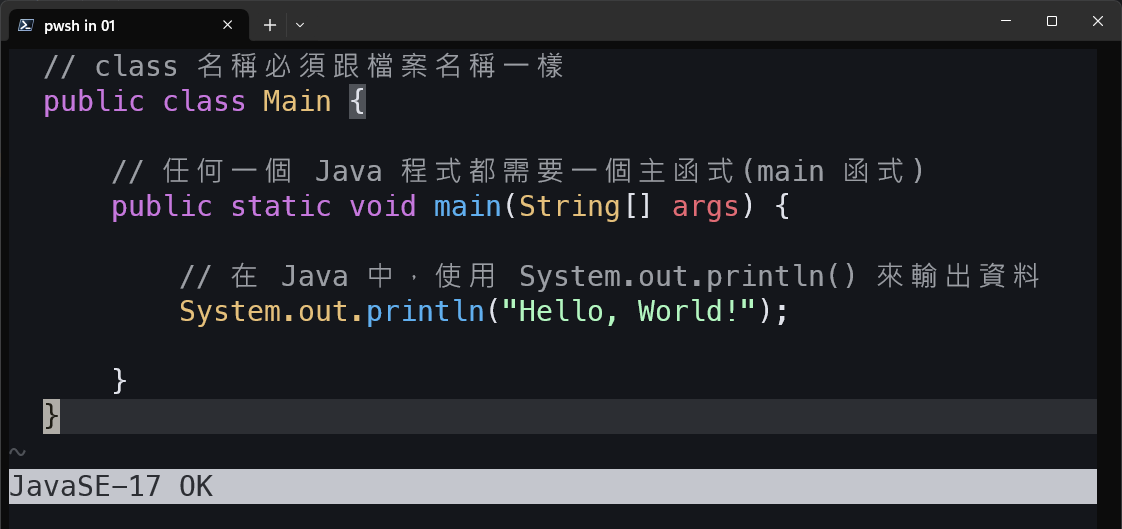 pwsh in 01
// class 名稱必須跟檔案名稱一樣
public class Main {
// 任何一個 Java 程式都需要一個主函式(main 函式)
public static void main(String[] args) {
// 在 Java 中，使用 System.out.println() 來輸出資料
System.out.println("Hello, World!");
}
}
~
JavaSE-17 OK